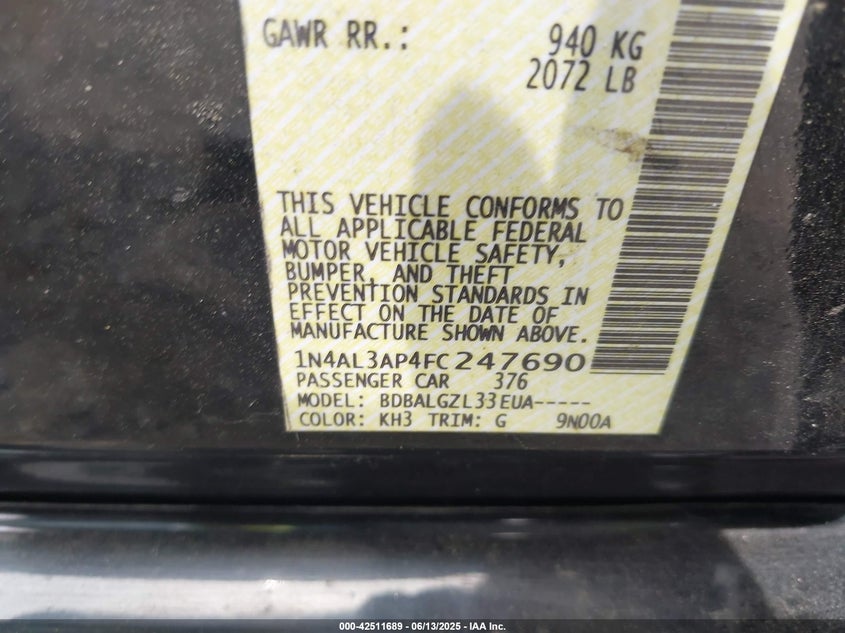 GAWR RR.: 940 KG
2072 LB
THIS VEHICLE CONFORMS TO
ALL APPLICABLE FEDERAL
MOTOR VEHICLE SAFETY,
BUMPER, AND THEFT
PREVENTION STANDARDS IN
EFFECT ON THE DATE OF
MANUFACTURE SHOWN ABOVE.
1N4AL3AP4FC247690
PASSENGER CAR 376
MODEL: BDBALGZL33EUA-----
COLOR: KH3 TRIM: G 9N00A
000-42511689 - 06/13/2025 - IAA Inc.